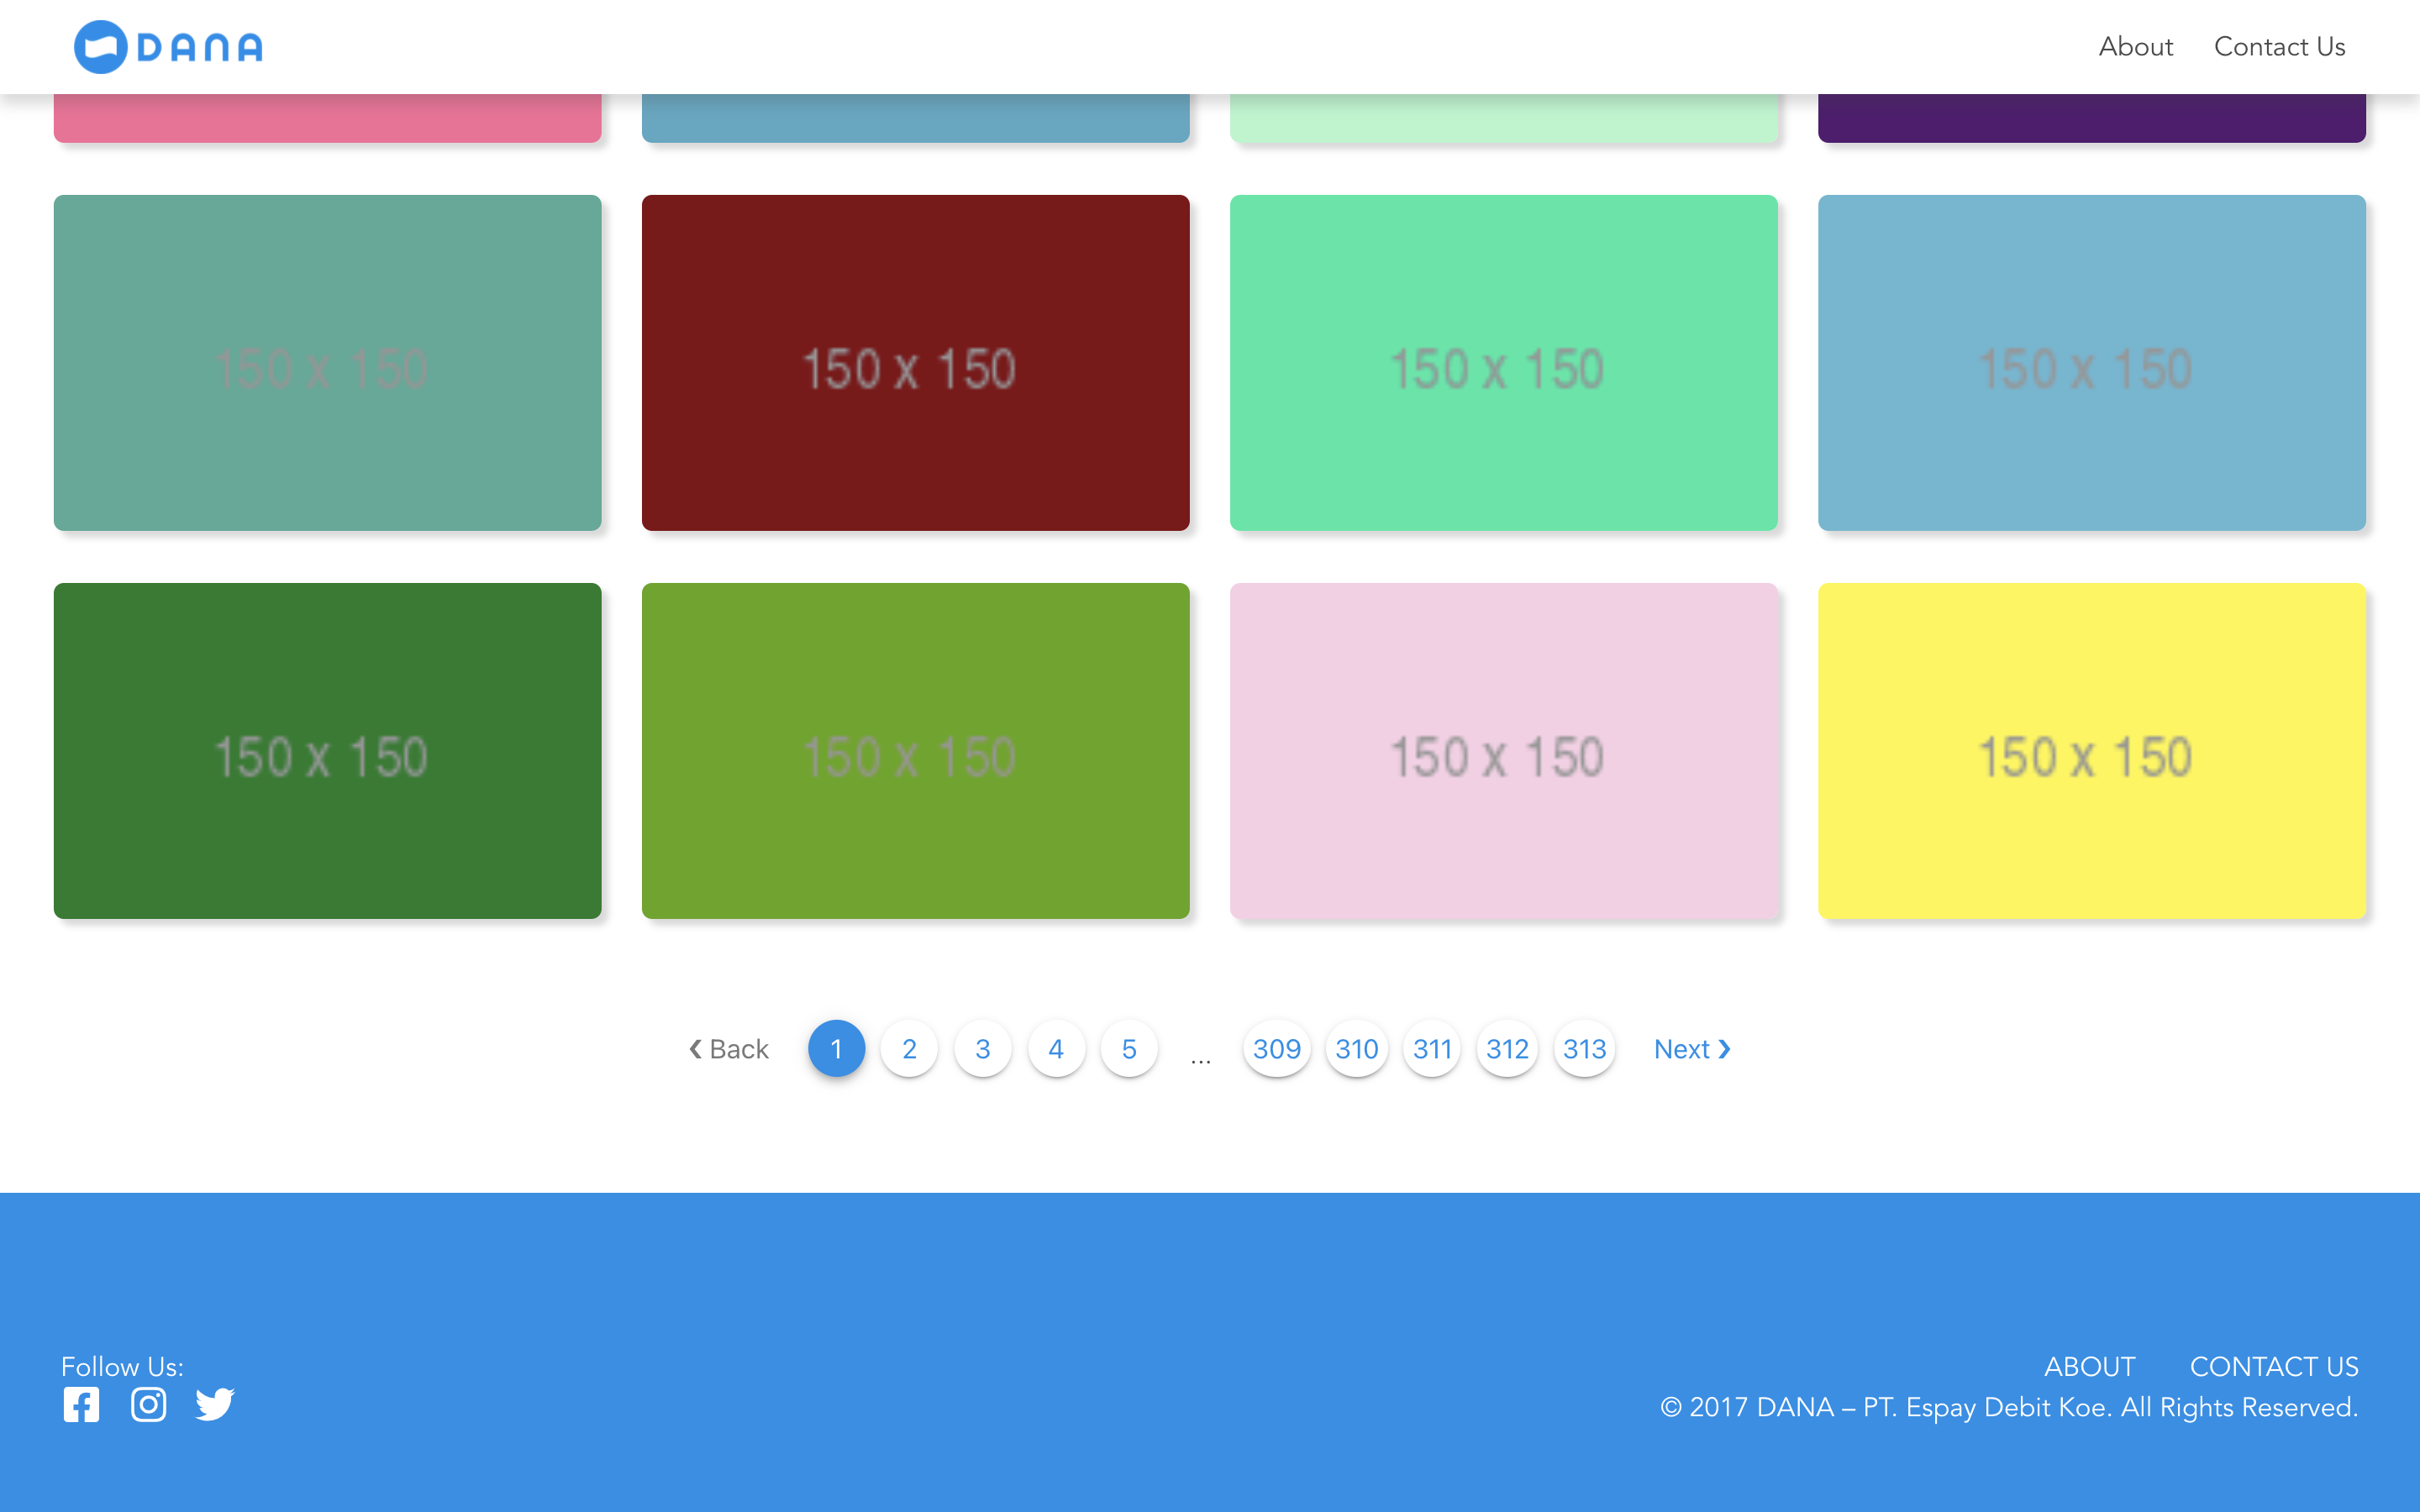 DANA
About Contact Us
150 x 150 150 x 150 150 x 150 150 x 150
150 x 150 150 x 150 150 x 150 150 x 150
‹ Back 1 2 3 4 5 ... 309 310 311 312 313 Next ›
Follow Us:
ABOUT CONTACT US
© 2017 DANA – PT. Espay Debit Koe. All Rights Reserved.